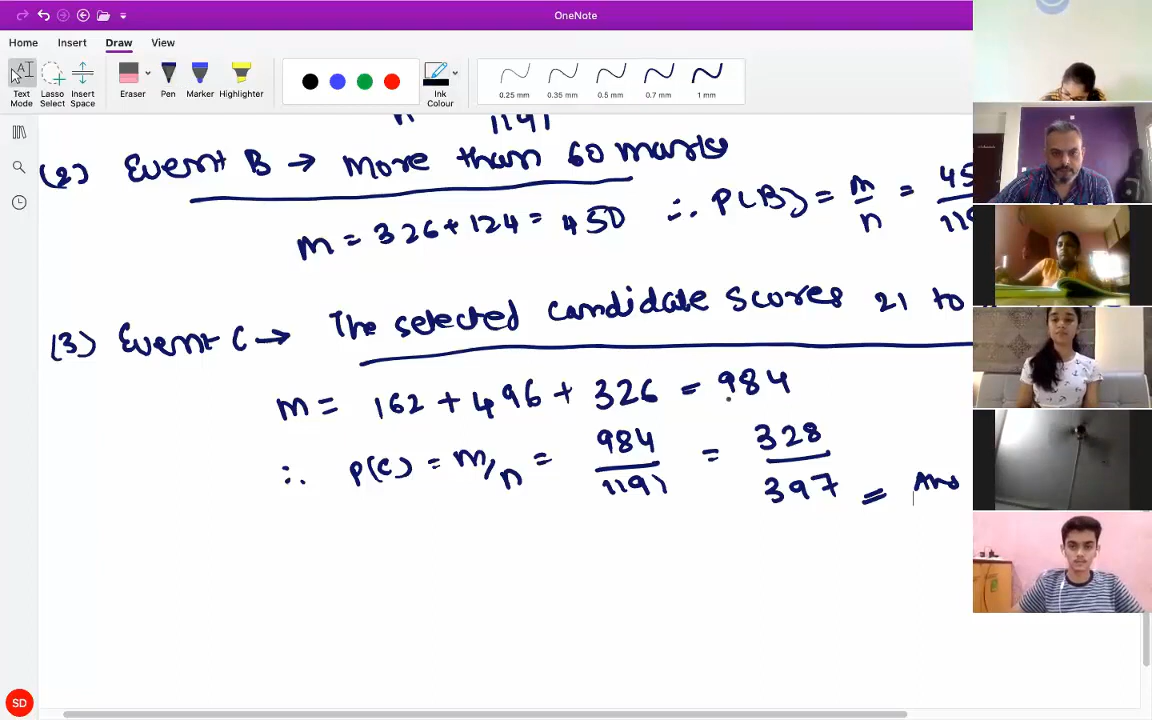 OneNote
Home Insert Draw View
Text Mode
Lasso Select
Insert Space
Eraser
Pen
Marker
Highlighter
Ink Colour
0.25 mm
0.35 mm
0.5 mm
0.7 mm
1 mm
n 1191
(2) Event B → More than 60 marks
m = 326 + 124 = 450 ∴ P(B) = m/n = 45 / 119
(3) Event C → The selected candidate scores 21 to
m = 162 + 496 + 326 = 984
∴ P(C) = m/n = 984/1191 = 328/397 = Ans
SD